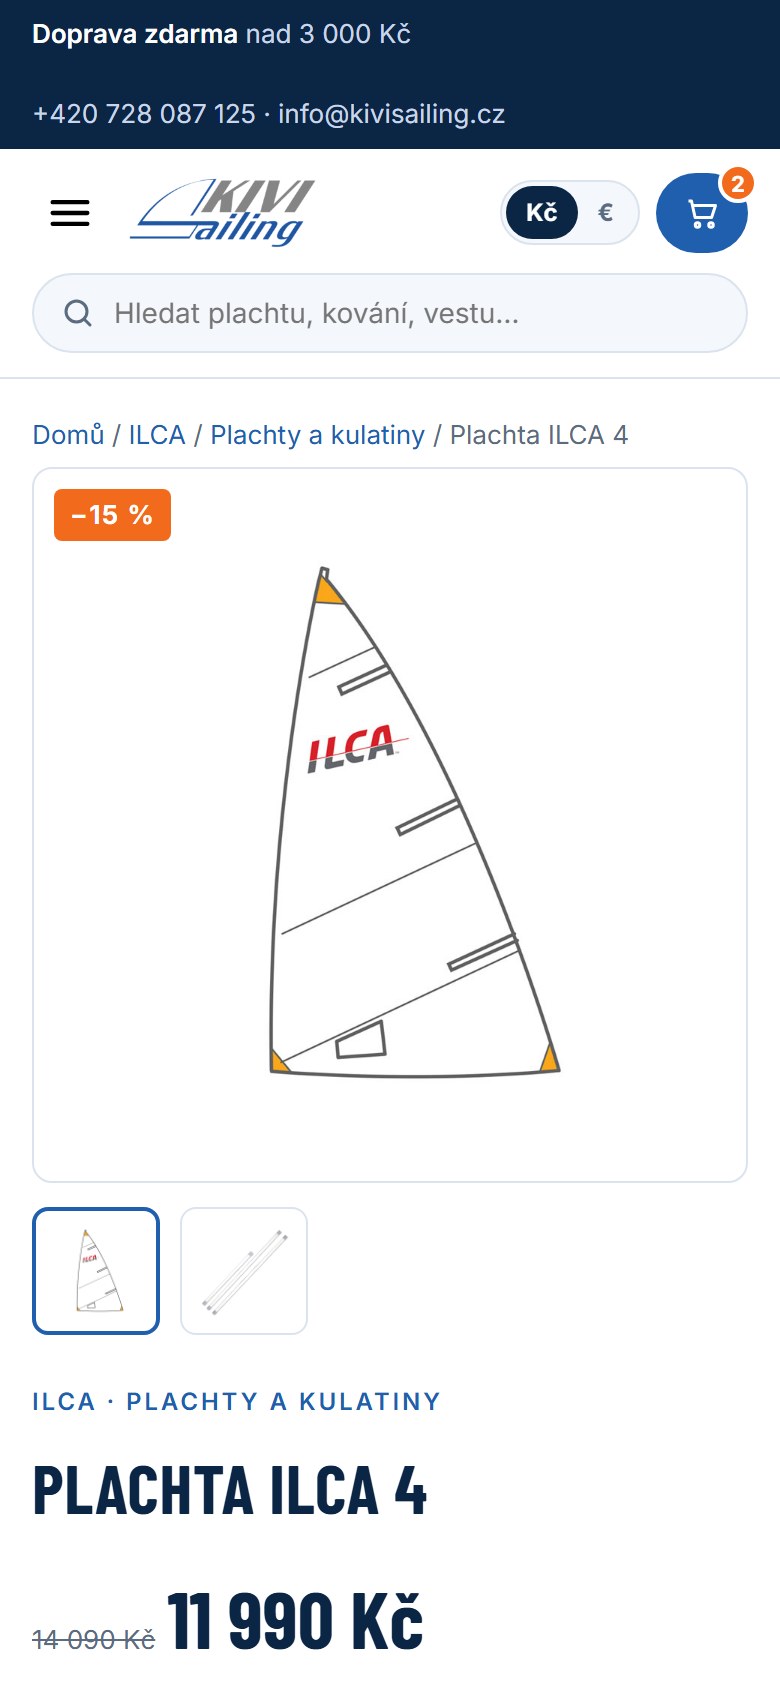 Doprava zdarma nad 3 000 Kč
+420 728 087 125 · info@kivisailing.cz
KIVI
Sailing
Kč €
2
Hledat plachtu, kování, vestu...
Domů / ILCA / Plachty a kulatiny / Plachta ILCA 4
−15 %
ILCA
ILCA
ILCA · PLACHTY A KULATINY
PLACHTA ILCA 4
14 090 Kč 11 990 Kč